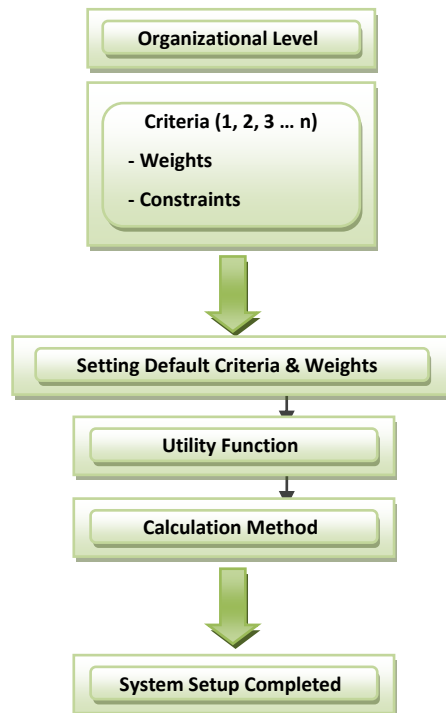 Organizational Level
Criteria (1, 2, 3 … n)
- Weights
- Constraints
Setting Default Criteria & Weights
Utility Function
Calculation Method
System Setup Completed